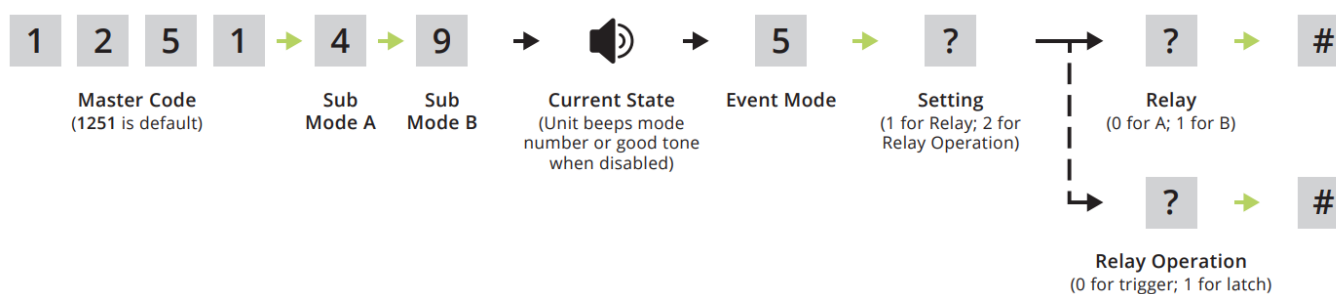 1 2 5 1 4 9 5 ? ? #
Master Code
(1251 is default)
Sub
Mode A
Sub
Mode B
Current State
(Unit beeps mode
number or good tone
when disabled)
Event Mode
Setting
(1 for Relay; 2 for
Relay Operation)
Relay
(0 for A; 1 for B)
? #
Relay Operation
(0 for trigger; 1 for latch)